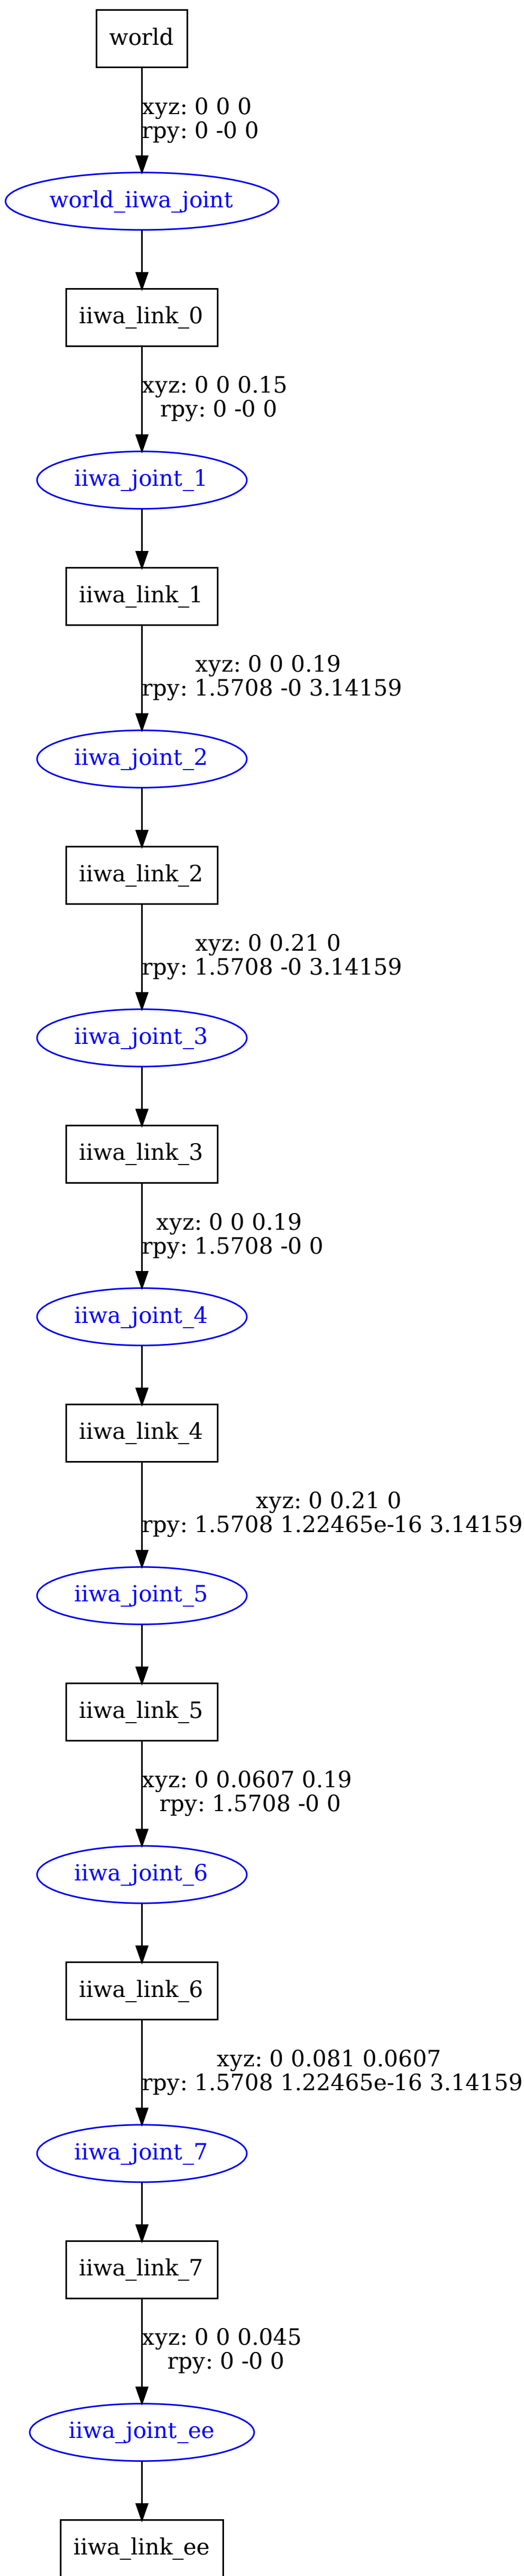 world
xyz: 0 0 0
rpy: 0 -0 0
world_iiwa_joint
iiwa_link_0
xyz: 0 0 0.15
rpy: 0 -0 0
iiwa_joint_1
iiwa_link_1
xyz: 0 0 0.19
rpy: 1.5708 -0 3.14159
iiwa_joint_2
iiwa_link_2
xyz: 0 0.21 0
rpy: 1.5708 -0 3.14159
iiwa_joint_3
iiwa_link_3
xyz: 0 0 0.19
rpy: 1.5708 -0 0
iiwa_joint_4
iiwa_link_4
xyz: 0 0.21 0
rpy: 1.5708 1.22465e-16 3.14159
iiwa_joint_5
iiwa_link_5
xyz: 0 0.0607 0.19
rpy: 1.5708 -0 0
iiwa_joint_6
iiwa_link_6
xyz: 0 0.081 0.0607
rpy: 1.5708 1.22465e-16 3.14159
iiwa_joint_7
iiwa_link_7
xyz: 0 0 0.045
rpy: 0 -0 0
iiwa_joint_ee
iiwa_link_ee